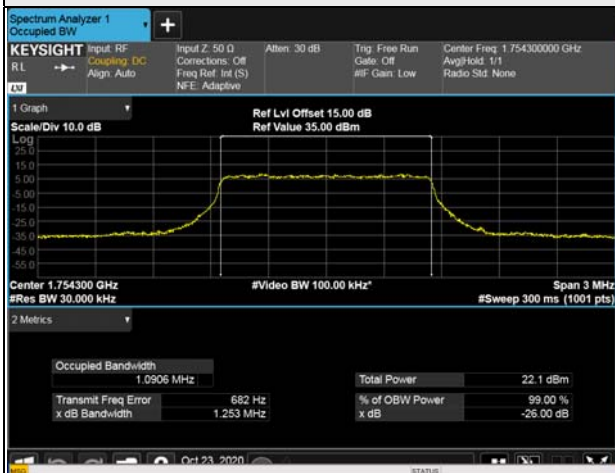 Spectrum Analyzer 1
Occupied BW
KEYSIGHT
Input: RF
Coupling: DC
Align: Auto
Input Z: 50 Ω
Corrections: Off
Freq Ref: Int (S)
NFE: Adaptive
Atten: 30 dB
Trig: Free Run
Gate: Off
#IF Gain: Low
Center Freq: 1.754300000 GHz
Avg|Hold: 1/1
Radio Std: None
R L
LXI
1 Graph
Scale/Div 10.0 dB
Ref Lvl Offset 15.00 dB
Ref Value 35.00 dBm
Log
25.0
15.0
5.00
-5.00
-15.0
-25.0
-35.0
-45.0
-55.0
Center 1.754300 GHz
#Res BW 30.000 kHz
#Video BW 100.00 kHz*
Span 3 MHz
#Sweep 300 ms (1001 pts)
2 Metrics
Occupied Bandwidth
1.0906 MHz
Total Power 22.1 dBm
Transmit Freq Error 682 Hz
% of OBW Power 99.00 %
x dB Bandwidth 1.253 MHz
x dB -26.00 dB
Oct 23, 2020
MSG
STATUS